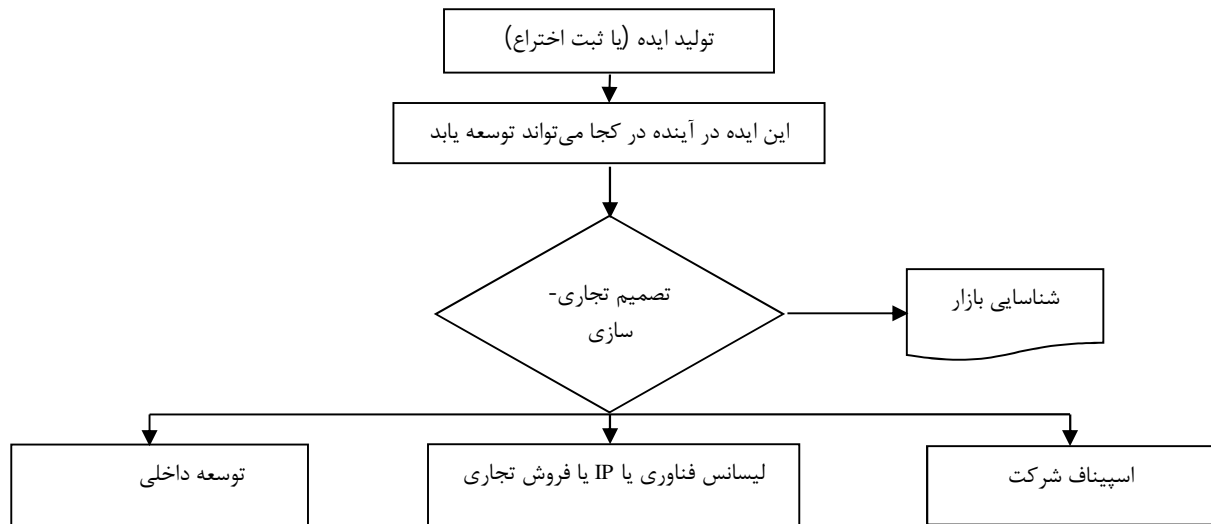 تولید ایده (یا ثبت اختراع)
این ایده در آینده در کجا می‌تواند توسعه یابد
تصمیم تجاری-
سازی
شناسایی بازار
اسپیناف شرکت
لیسانس فناوری یا IP یا فروش تجاری
توسعه داخلی